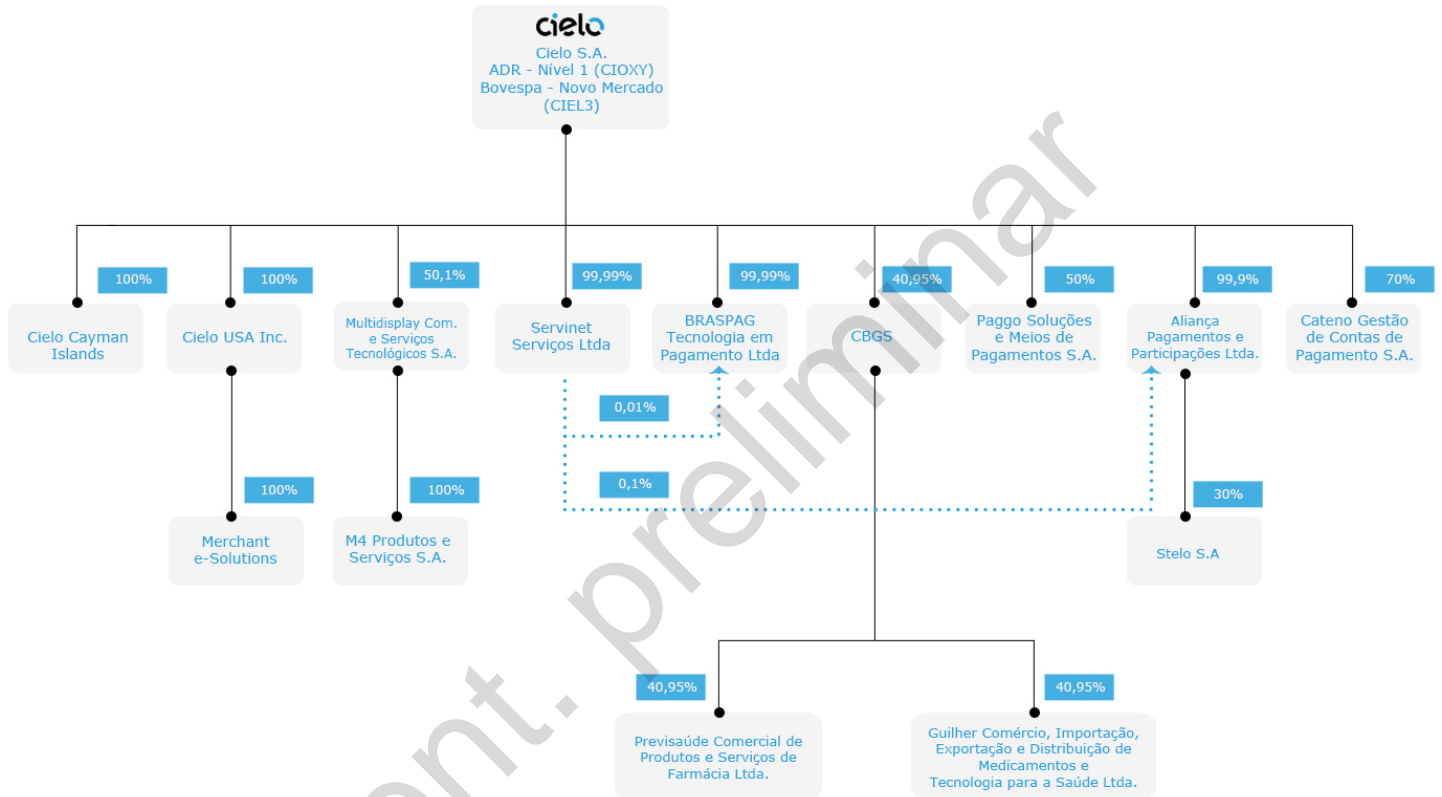 cielo
Cielo S.A.
ADR - Nível 1 (CIOXY)
Bovespa - Novo Mercado
(CIEL3)
100%
100%
50,1%
99,99%
99,99%
40,95%
50%
99,9%
70%
Cielo Cayman
Islands
Cielo USA Inc.
Multidisplay Com.
e Serviços
Tecnológicos S.A.
Servinet
Serviços Ltda
BRASPAG
Tecnologia em
Pagamento Ltda
CBGS
Paggo Soluções
e Meios de
Pagamentos S.A.
Aliança
Pagamentos e
Participações Ltda.
Cateno Gestão
de Contas de
Pagamento S.A.
0,01%
0,1%
100%
100%
30%
Merchant
e-Solutions
M4 Produtos e
Serviços S.A.
Stelo S.A
40,95%
40,95%
Previsaúde Comercial de
Produtos e Serviços de
Farmácia Ltda.
Guilher Comércio, Importação,
Exportação e Distribuição de
Medicamentos e
Tecnologia para a Saúde Ltda.
ent. preliminar